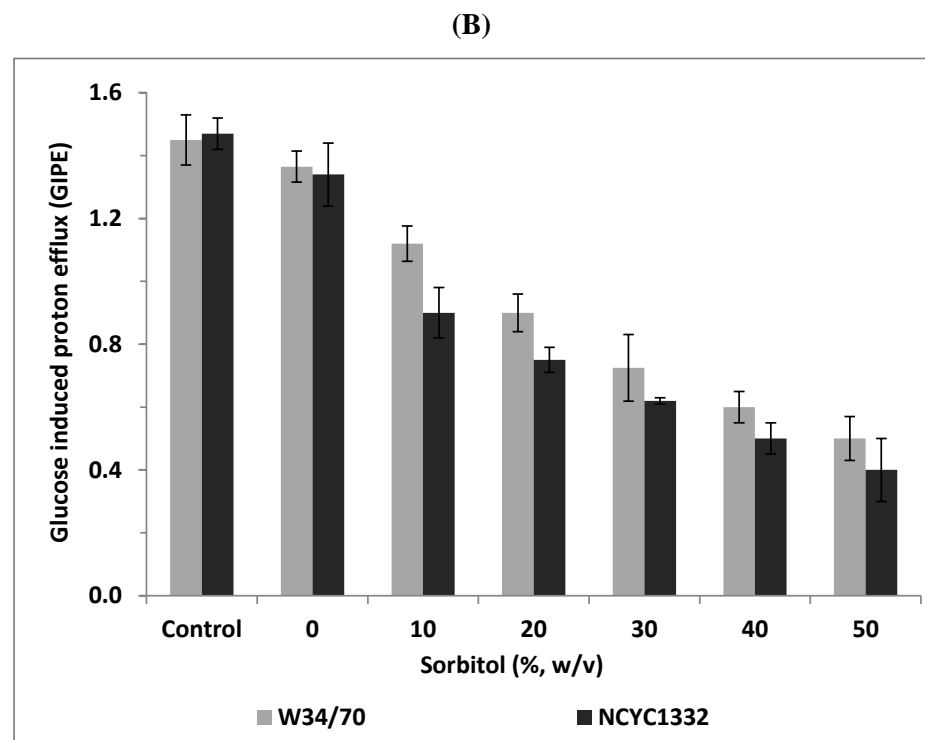 (B)
Glucose induced proton efflux (GIPE)
1.6
1.2
0.8
0.4
0.0
Control 0 10 20 30 40 50
Sorbitol (%, w/v)
W34/70 NCYC1332